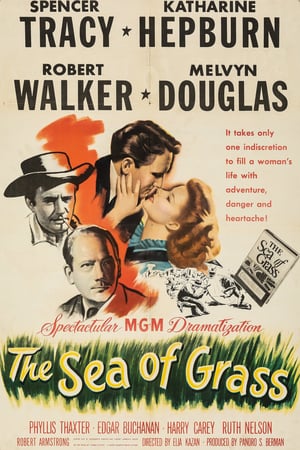 SPENCER KATHARINE
TRACY ★ HEPBURN
ROBERT MELVYN
WALKER ★ DOUGLAS
It takes only
one indiscretion
to fill a woman's
life with
adventure,
danger and
heartache!
THE
Sea of
Grass
Spectacular MGM Dramatization
The Sea of Grass
PHYLLIS THAXTER · EDGAR BUCHANAN · HARRY CAREY · RUTH NELSON
ROBERT ARMSTRONG
DIRECTED BY ELIA KAZAN · PRODUCED BY PANDRO S. BERMAN